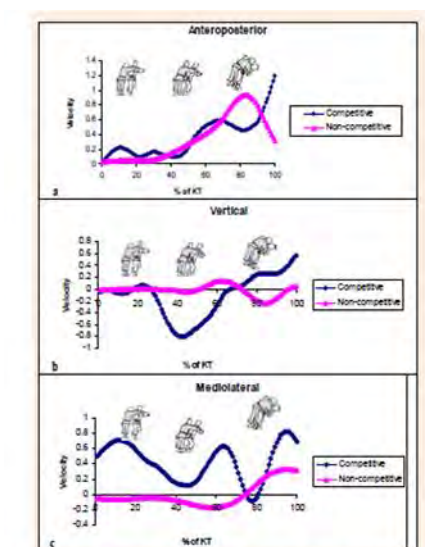 Anteroposterior
1.4
1.2
1
0.8
0.6
0.4
0.2
0
Velocity
0 20 40 60 80 100
% of KT
Competitive
Non-competitive
a
Vertical
0.8
0.6
0.4
0.2
0
-0.2
-0.4
-0.6
-0.8
-1
Velocity
0 20 40 60 80 100
% of KT
Competitive
Non-competitive
b
Mediolateral
1
0.8
0.6
0.4
0.2
0
-0.2
-0.4
Velocity
0 20 40 60 80 100
% of KT
Competitive
Non-competitive
c